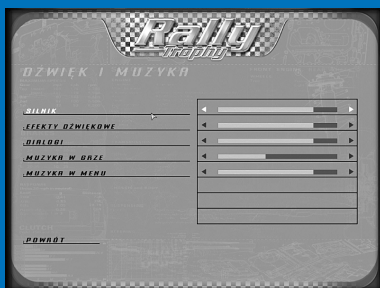 Rally
Trophy
DŹWIĘK I MUZYKA
SILNIK
EFEKTY DŹWIĘKOWE
DIALOGI
MUZYKA W GRZE
MUZYKA W MENU
POWRÓT